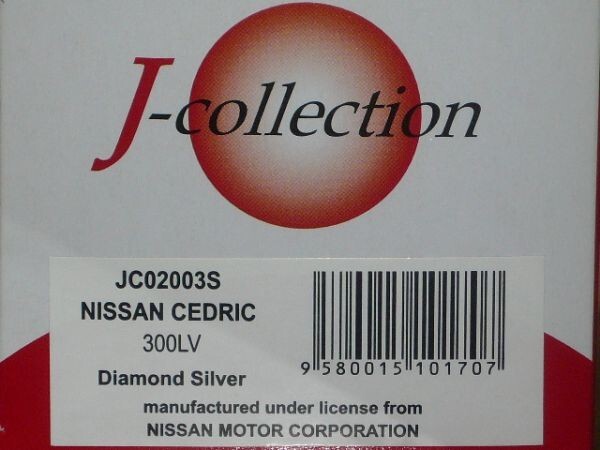 J-collection
JC02003S
NISSAN CEDRIC
300LV
Diamond Silver
9 580015 101707
manufactured under license from
NISSAN MOTOR CORPORATION